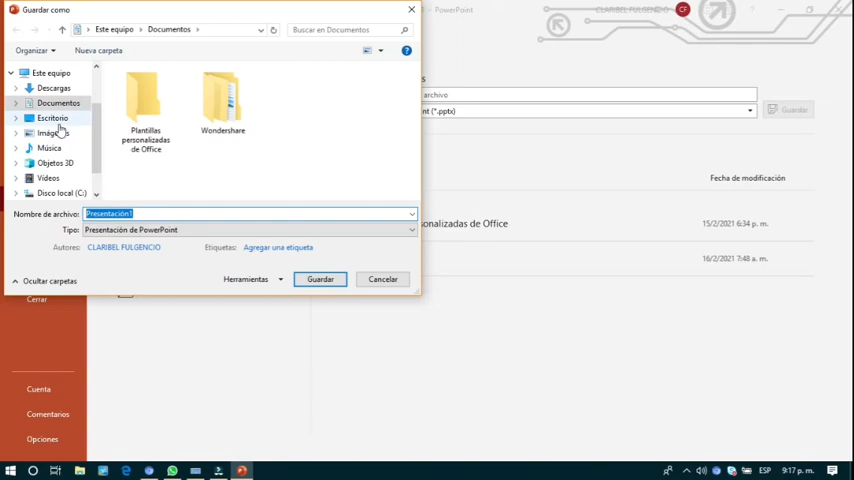 Guardar como
PowerPoint
CLARIBEL FULGENCIO
CF
Este equipo
Documentos
Buscar en Documentos
Organizar
Nueva carpeta
Este equipo
Descargas
Documentos
Escritorio
Música
Objetos 3D
Vídeos
Disco local (C:)
Plantillas
personalizadas
de Office
Wondershare
archivo
(*.pptx)
Guardar
Fecha de modificación
sonalizadas de Office
15/2/2021 6:34 p. m.
16/2/2021 7:48 a. m.
Nombre de archivo:
Presentación1
Tipo:
Presentación de PowerPoint
Autores:
CLARIBEL FULGENCIO
Etiquetas:
Agregar una etiqueta
Ocultar carpetas
Herramientas
Guardar
Cancelar
Cerrar
Cuenta
Comentarios
Opciones
ESP
9:17 p. m.